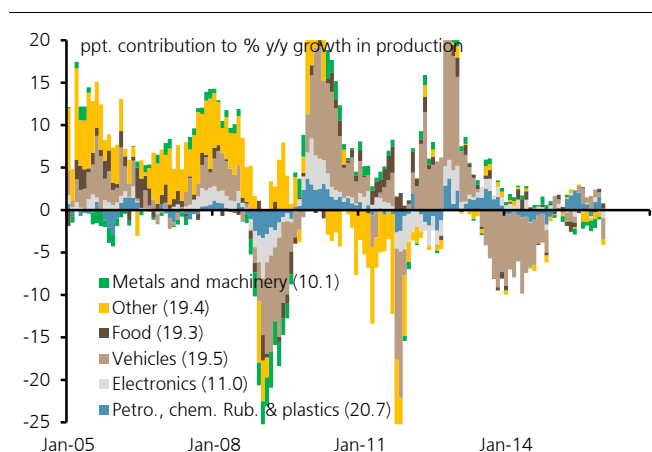 ppt. contribution to % y/y growth in production
20
15
10
5
0
-5
-10
-15
-20
-25
Metals and machinery (10.1)
Other (19.4)
Food (19.3)
Vehicles (19.5)
Electronics (11.0)
Petro., chem. Rub. & plastics (20.7)
Jan-05
Jan-08
Jan-11
Jan-14